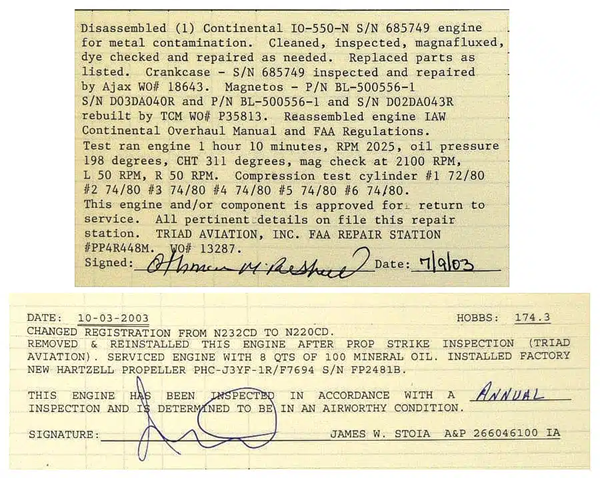 Disassembled (1) Continental IO-550-N S/N 685749 engine
for metal contamination. Cleaned, inspected, magnafluxed,
dye checked and repaired as needed. Replaced parts as
listed. Crankcase - S/N 685749 inspected and repaired
by Ajax WO# 18643. Magnetos - P/N BL-500556-1
S/N D03DA040R and P/N BL-500556-1 and S/N D02DA043R
rebuilt by TCM WO# P35813. Reassembled engine IAW
Continental Overhaul Manual and FAA Regulations.
Test ran engine 1 hour 10 minutes, RPM 2025, oil pressure
198 degrees, CHT 311 degrees, mag check at 2100 RPM,
L 50 RPM, R 50 RPM. Compression test cylinder #1 72/80
#2 74/80 #3 74/80 #4 74/80 #5 74/80 #6 74/80.
This engine and/or component is approved for return to
service. All pertinent details on file this repair
station. TRIAD AVIATION, INC. FAA REPAIR STATION
#PP4R448M. WO# 13287.
Signed: Date: 7/9/03
DATE: 10-03-2003 HOBBS: 174.3
CHANGED REGISTRATION FROM N232CD TO N220CD.
REMOVED & REINSTALLED THIS ENGINE AFTER PROP STRIKE INSPECTION (TRIAD
AVIATION). SERVICED ENGINE WITH 8 QTS OF 100 MINERAL OIL. INSTALLED FACTORY
NEW HARTZELL PROPELLER PHC-J3YF-1R/F7694 S/N FP2481B.
THIS ENGINE HAS BEEN INSPECTED IN ACCORDANCE WITH A ANNUAL
INSPECTION AND IS DETERMINED TO BE IN AN AIRWORTHY CONDITION.
SIGNATURE: JAMES W. STOIA A&P 266046100 IA